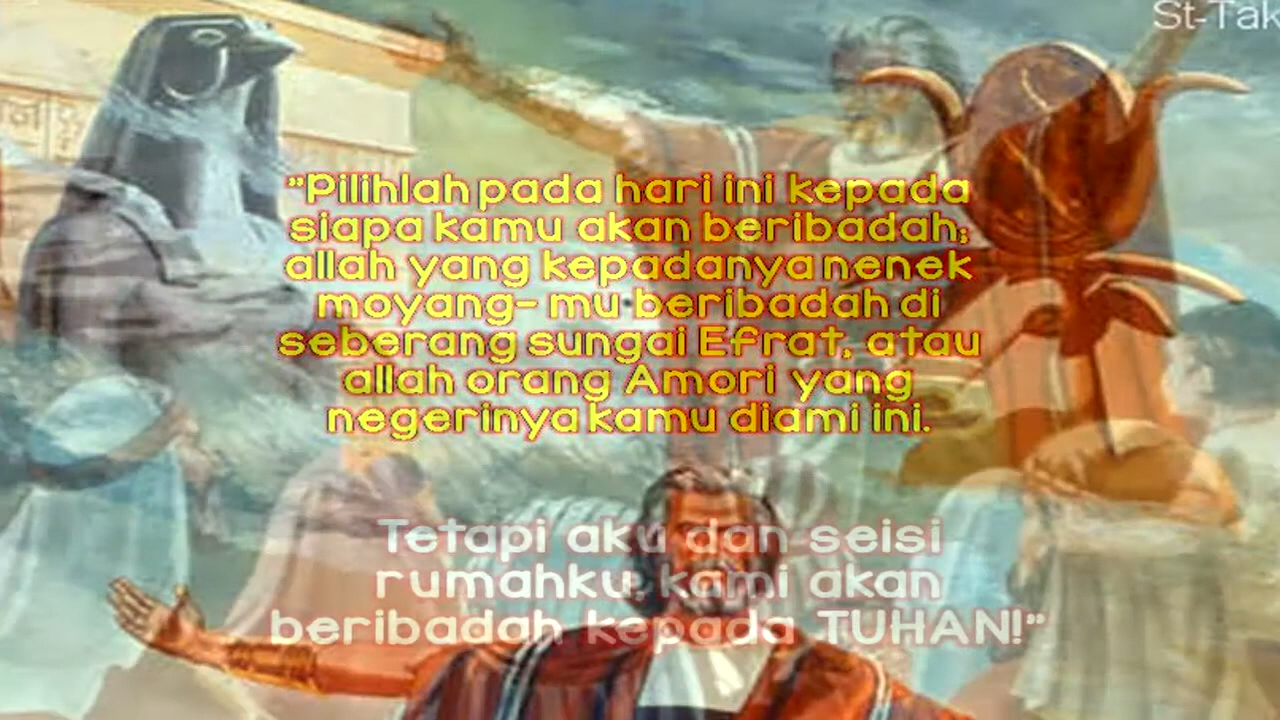 St-Tak
"Pilihlah pada hari ini kepada
siapa kamu akan beribadah;
allah yang kepadanya nenek
moyang- mu beribadah di
seberang sungai Efrat, atau
allah orang Amori yang
negerinya kamu diami ini.
Tetapi aku dan seisi
rumahku, kami akan
beribadah kepada TUHAN!"